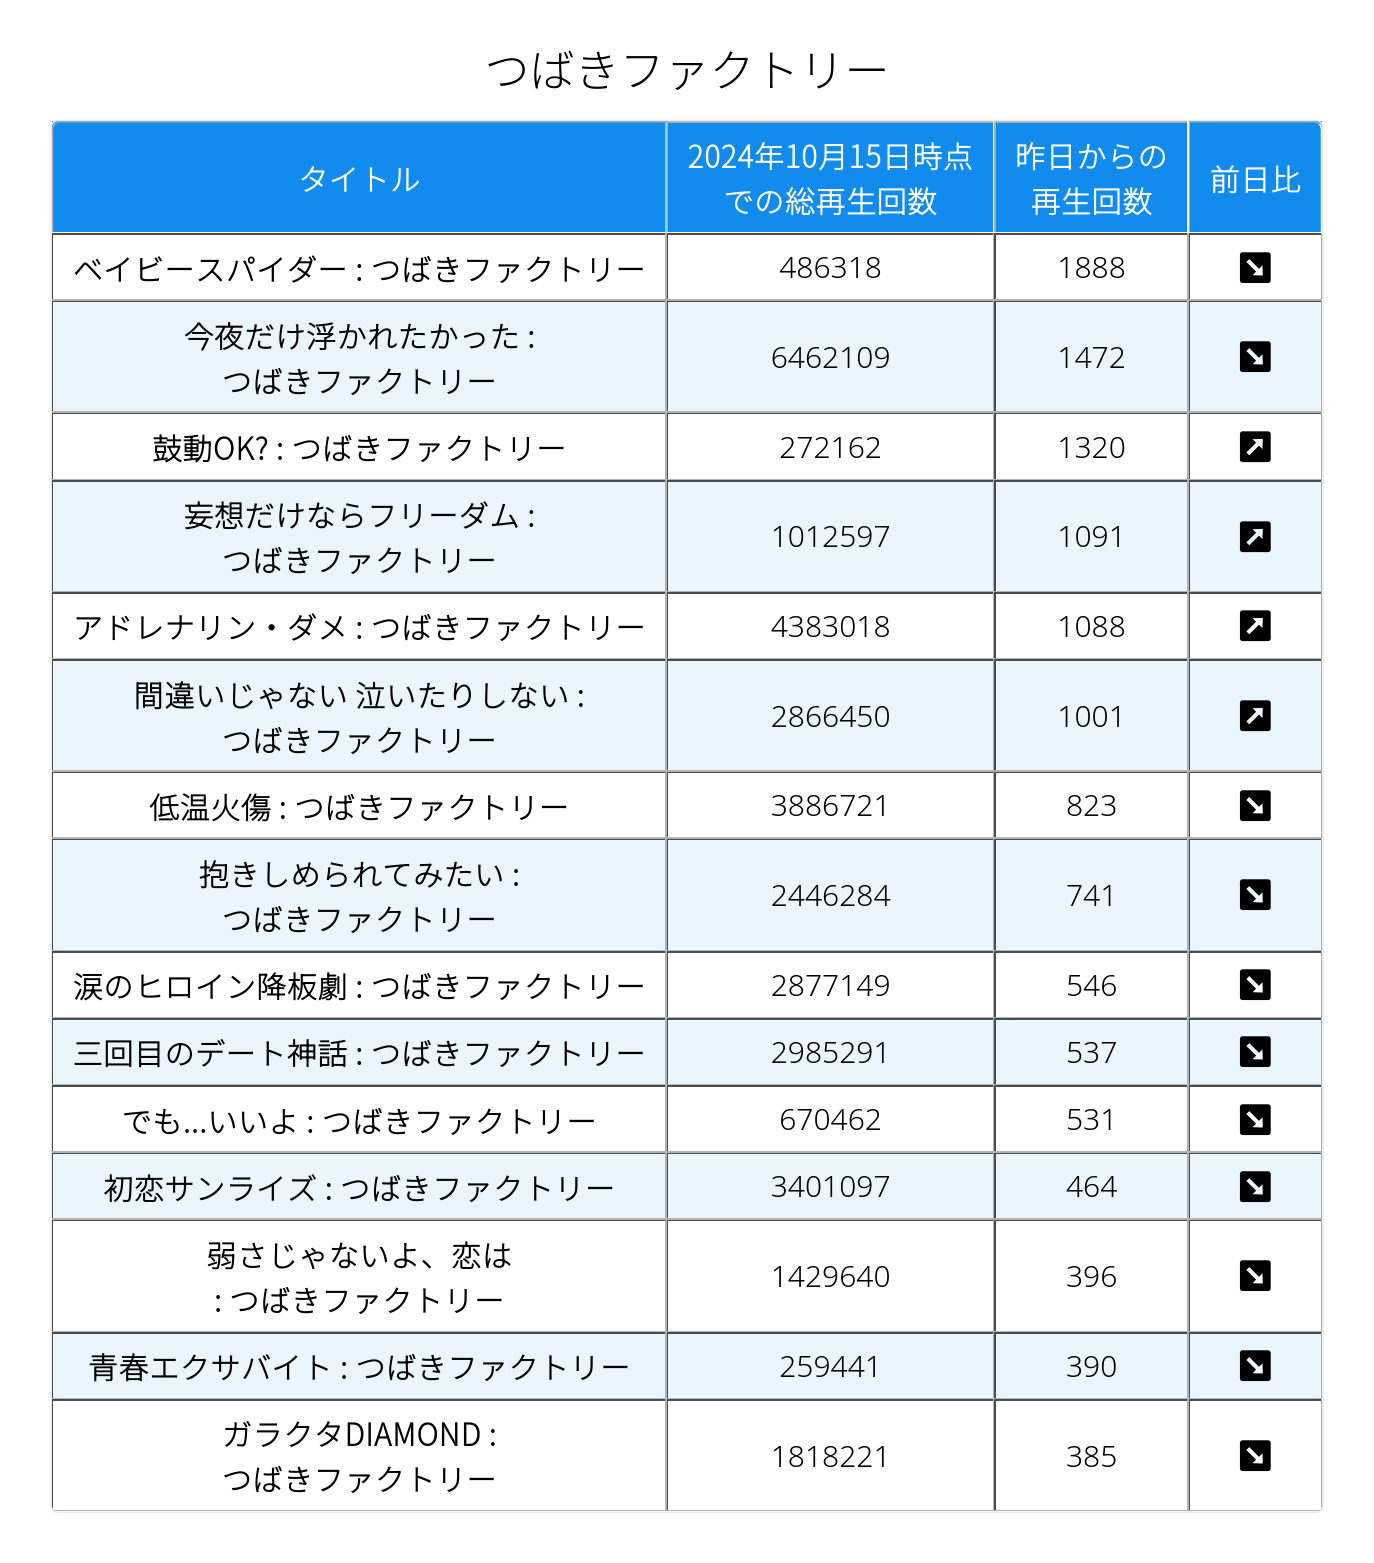 つばきファクトリー
タイトル
2024年10月15日時点
での総再生回数
昨日からの
再生回数
前日比
ベイビースパイダー : つばきファクトリー
486318
1888
今夜だけ浮かれたかった :
つばきファクトリー
6462109
1472
鼓動OK? : つばきファクトリー
272162
1320
妄想だけならフリーダム :
つばきファクトリー
1012597
1091
アドレナリン・ダメ : つばきファクトリー
4383018
1088
間違いじゃない 泣いたりしない :
つばきファクトリー
2866450
1001
低温火傷 : つばきファクトリー
3886721
823
抱きしめられてみたい :
つばきファクトリー
2446284
741
涙のヒロイン降板劇 : つばきファクトリー
2877149
546
三回目のデート神話 : つばきファクトリー
2985291
537
でも...いいよ : つばきファクトリー
670462
531
初恋サンライズ : つばきファクトリー
3401097
464
弱さじゃないよ、恋は
: つばきファクトリー
1429640
396
青春エクサバイト : つばきファクトリー
259441
390
ガラクタDIAMOND :
つばきファクトリー
1818221
385